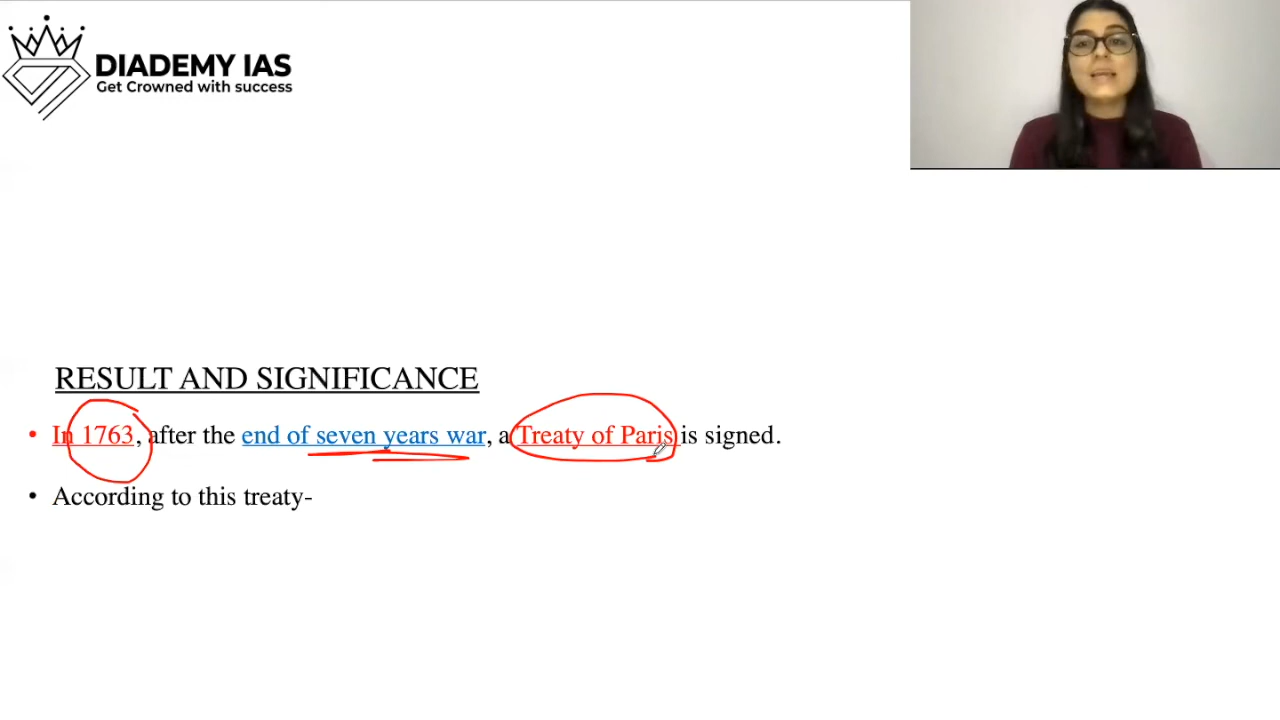 DIADEMY IAS
Get Crowned with success
RESULT AND SIGNIFICANCE
• In 1763, after the end of seven years war, a Treaty of Paris is signed.
• According to this treaty-